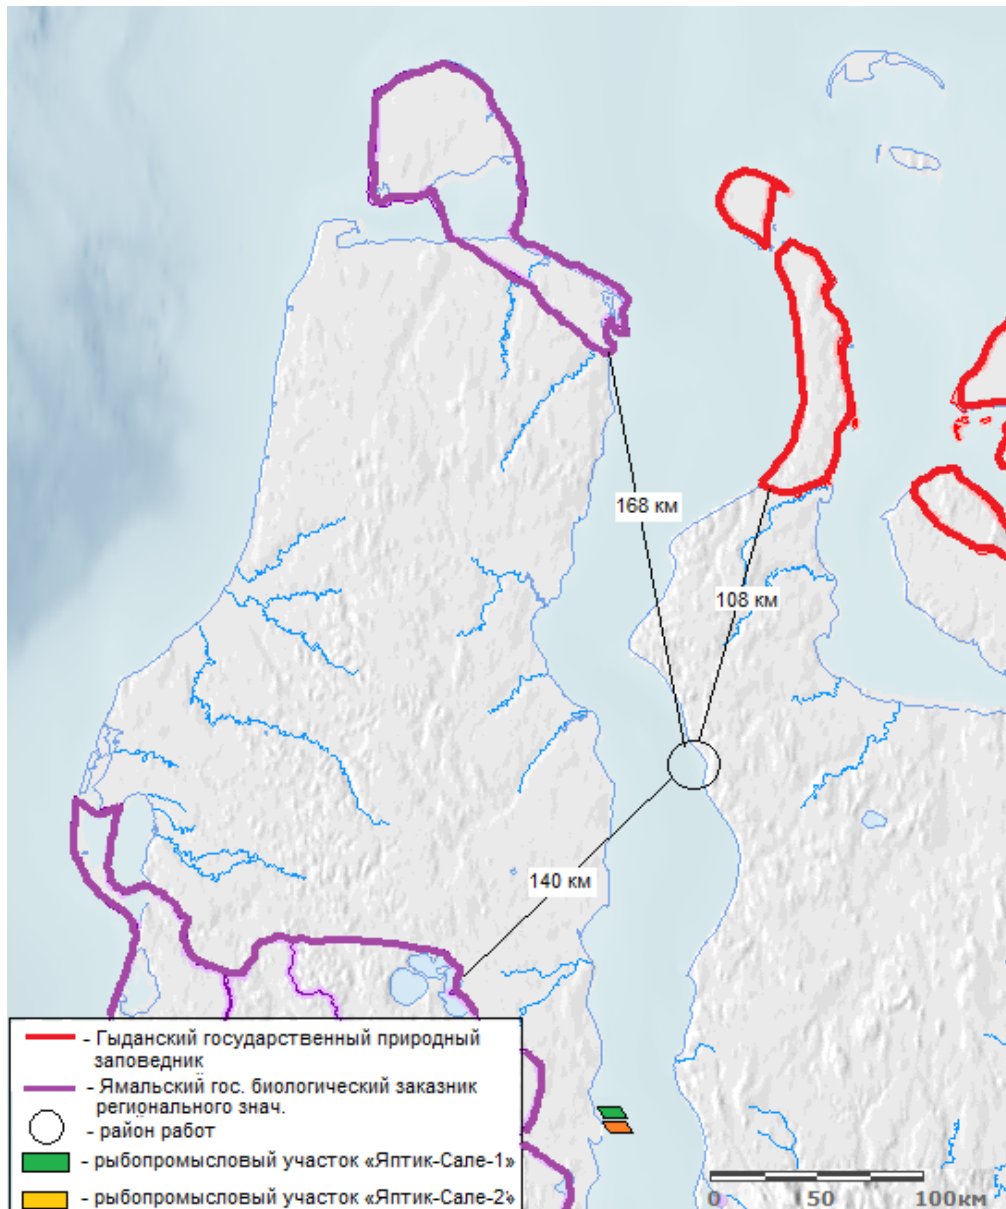 168 км
108 км
140 км
- Гыданский государственный природный
заповедник
- Ямальский гос. биологический заказник
регионального знач.
- район работ
- рыбопромысловый участок «Яптик-Сале-1»
- рыбопромысловый участок «Яптик-Сале-2»
0 50 100км